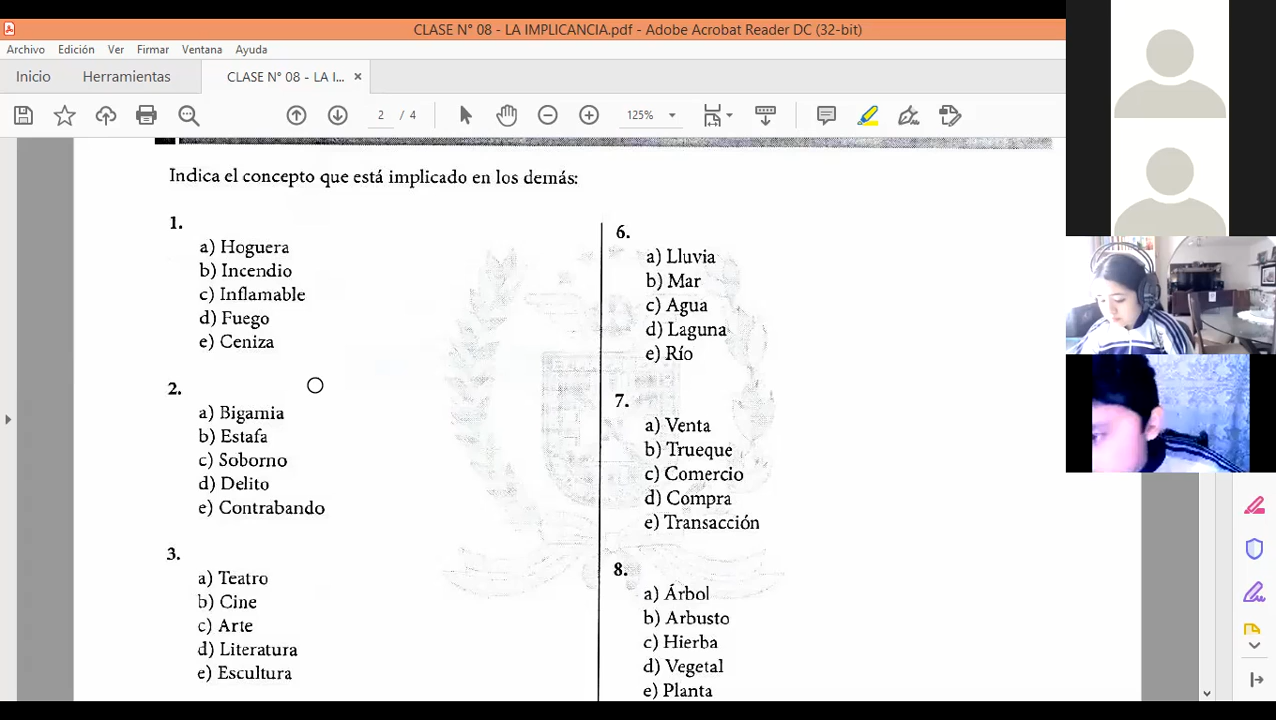 CLASE N° 08 - LA IMPLICANCIA.pdf - Adobe Acrobat Reader DC (32-bit)
Archivo Edición Ver Firmar Ventana Ayuda
Inicio Herramientas CLASE N° 08 - LA I... ×
2 / 4 125%
Indica el concepto que está implicado en los demás:
1.
a) Hoguera
b) Incendio
c) Inflamable
d) Fuego
e) Ceniza
2.
a) Bigamia
b) Estafa
c) Soborno
d) Delito
e) Contrabando
3.
a) Teatro
b) Cine
c) Arte
d) Literatura
e) Escultura
6.
a) Lluvia
b) Mar
c) Agua
d) Laguna
e) Río
7.
a) Venta
b) Trueque
c) Comercio
d) Compra
e) Transacción
8.
a) Árbol
b) Arbusto
c) Hierba
d) Vegetal
e) Planta